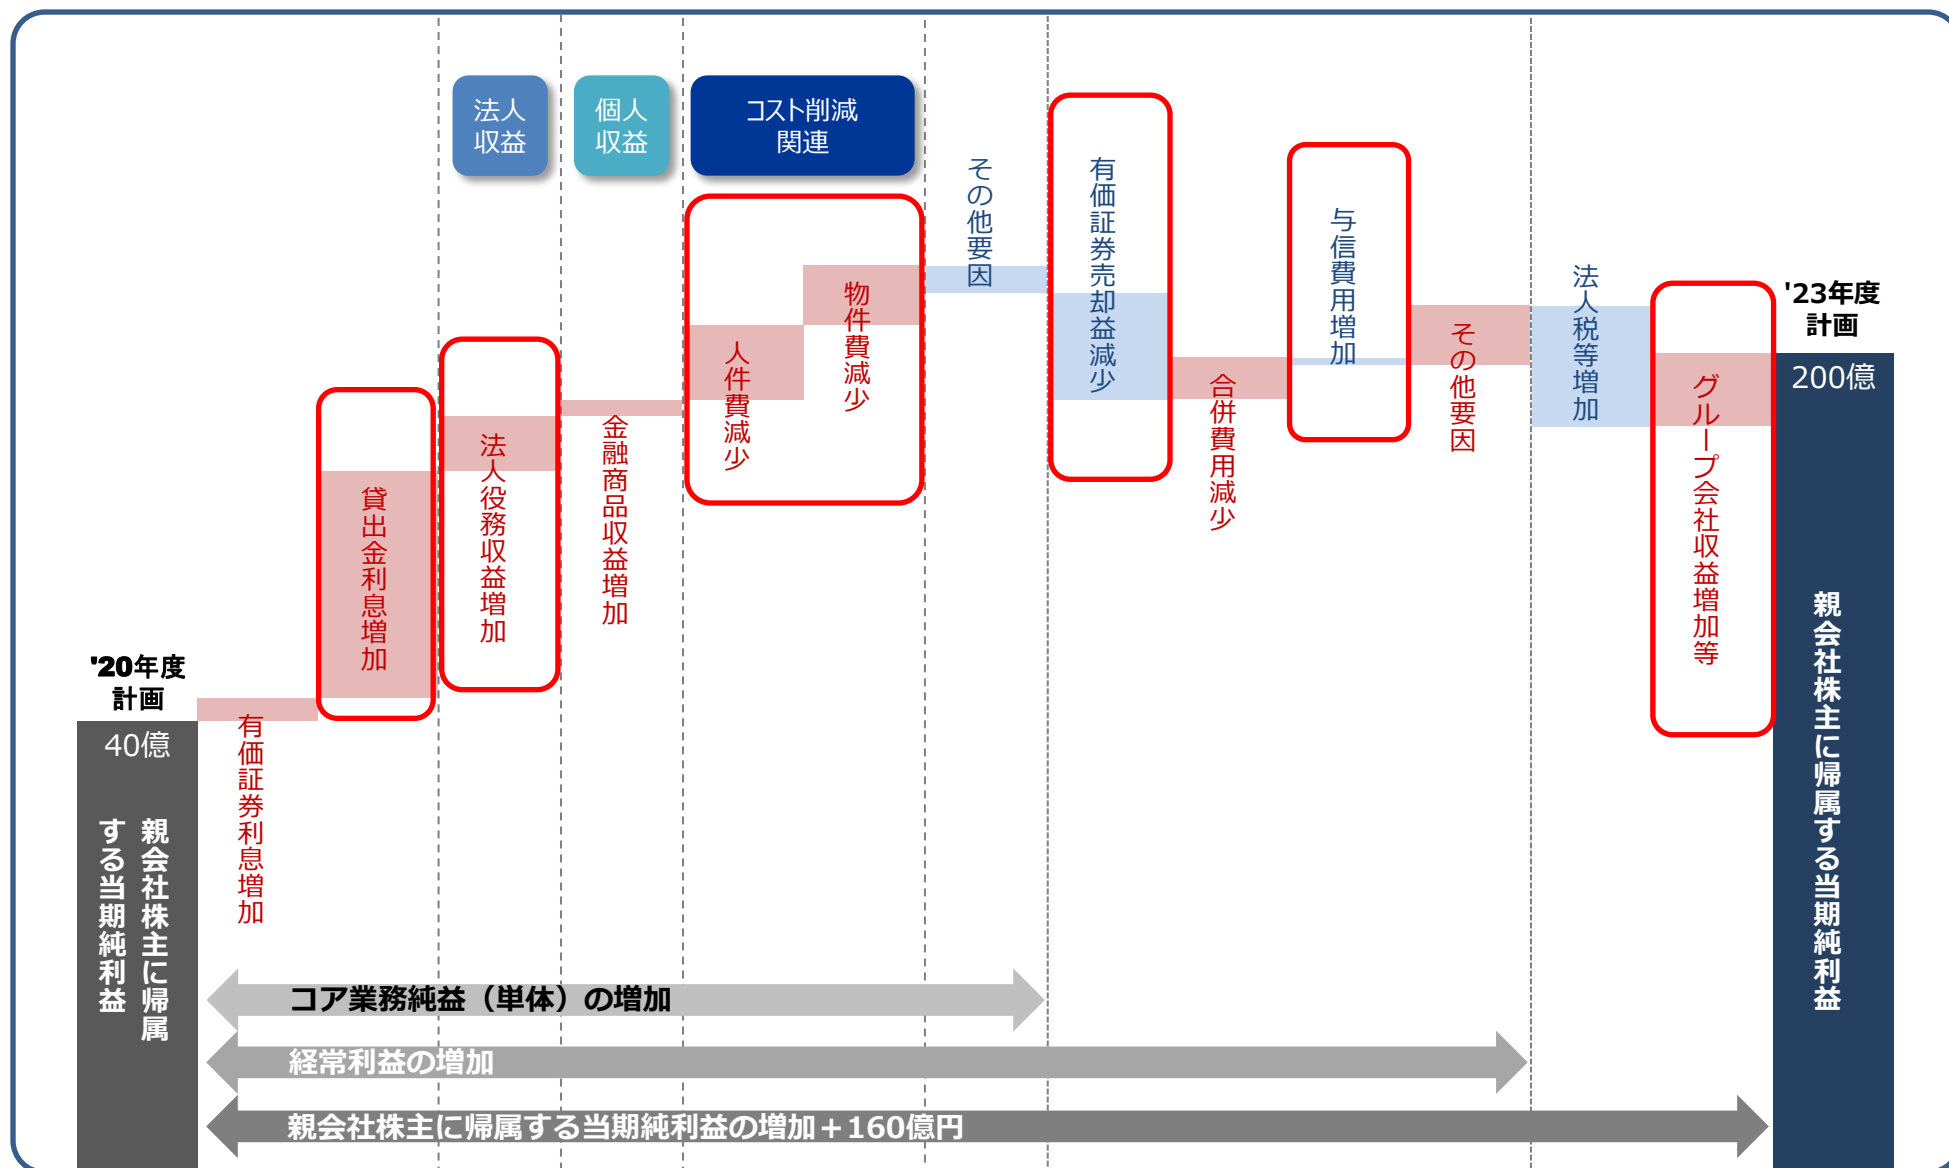 法人
収益
個人
収益
コスト削減
関連
'20年度
計画
40億
親会社株主に帰属
する当期純利益
有価証券利息増加
貸出金利息増加
法人役務収益増加
金融商品収益増加
人件費減少
物件費減少
その他要因
有価証券売却益減少
合併費用減少
与信費用増加
その他要因
法人税等増加
グループ会社収益増加等
'23年度
計画
200億
親会社株主に帰属する当期純利益
コア業務純益（単体）の増加
経常利益の増加
親会社株主に帰属する当期純利益の増加＋160億円